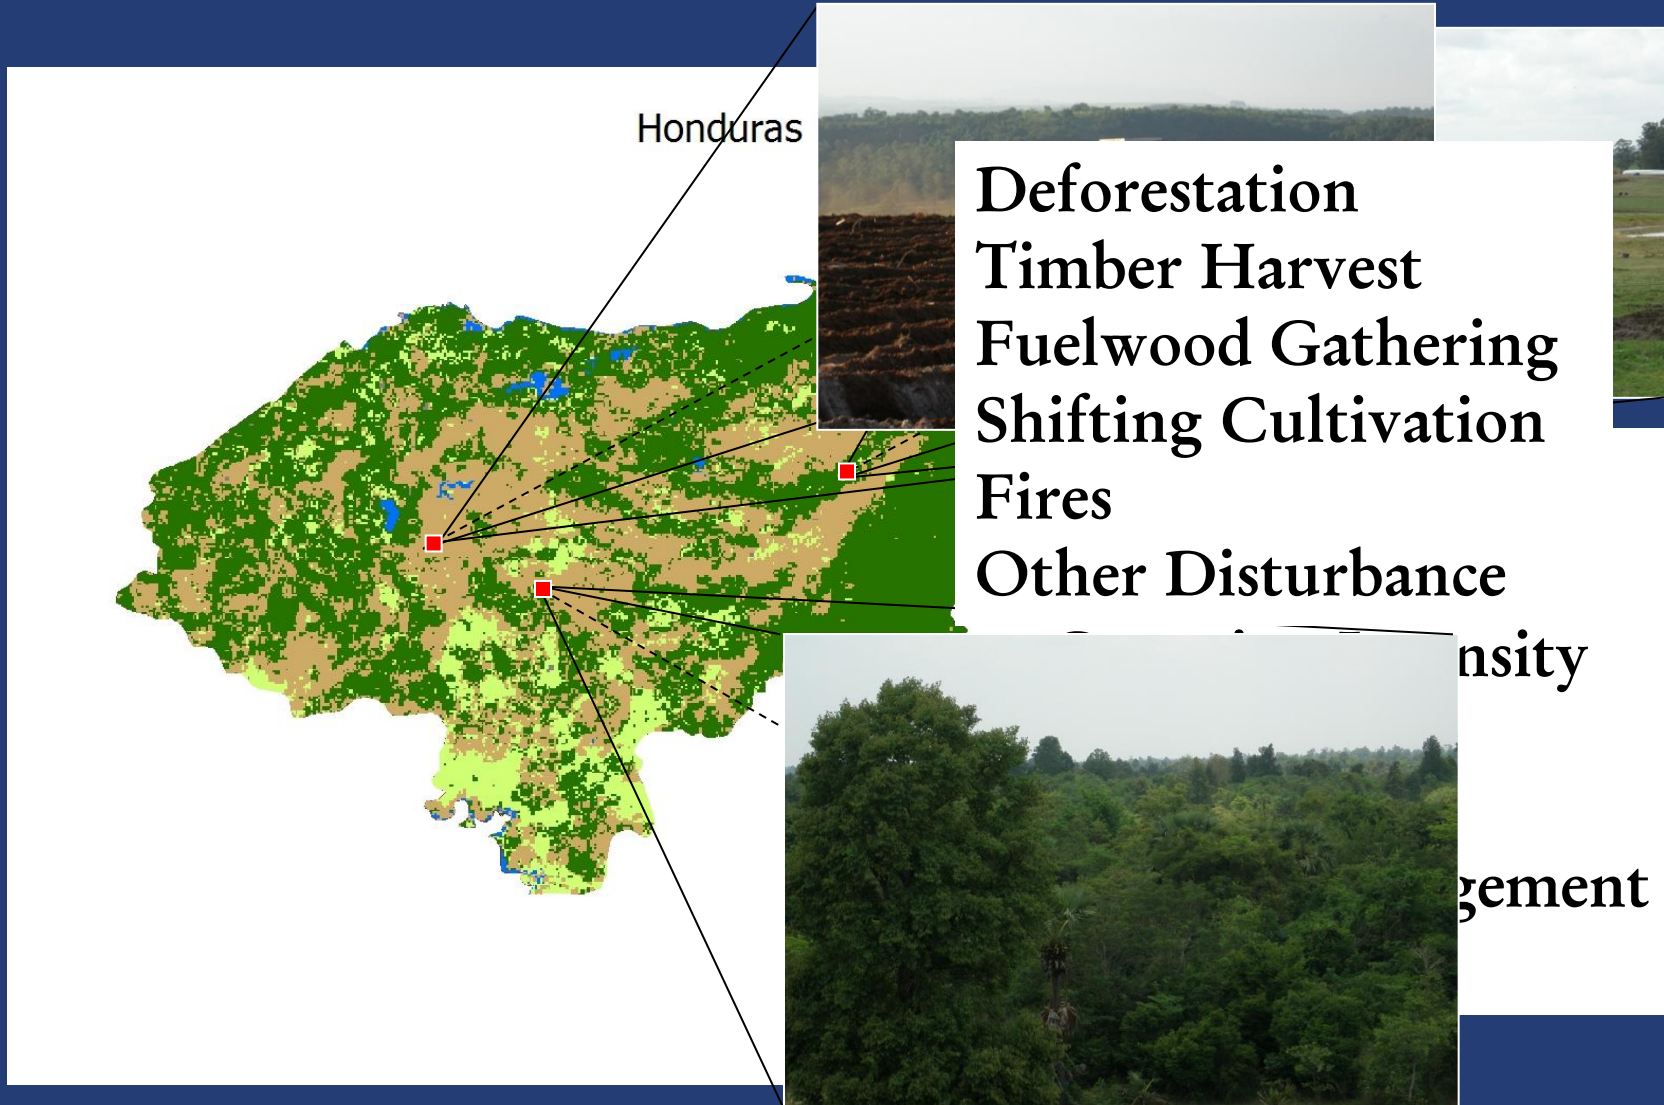 Honduras
Deforestation
Timber Harvest
Fuelwood Gathering
Shifting Cultivation
Fires
Other Disturbance
nsity
gement